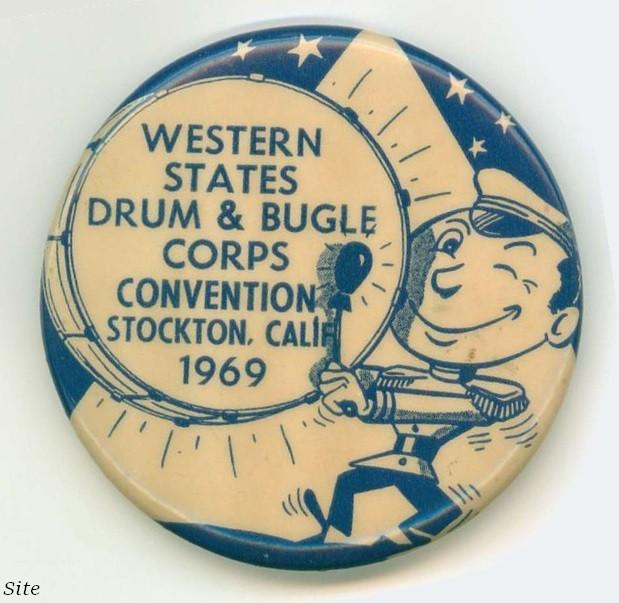 WESTERN
STATES
DRUM & BUGLE
CORPS
CONVENTION
STOCKTON, CALIF
1969
Site